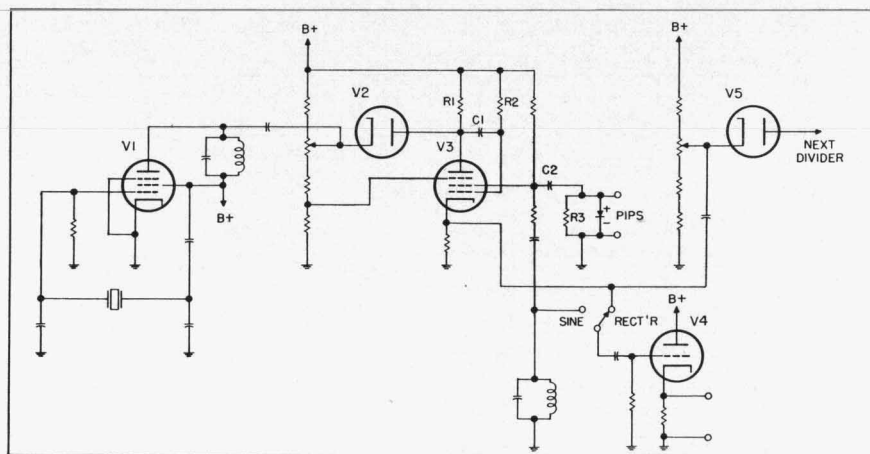 B+
B+
V1
V2
R1
C1
R2
V3
V5
NEXT
DIVIDER
B+
C2
R3
+
-
PIPS
SINE
RECT'R
B+
V4